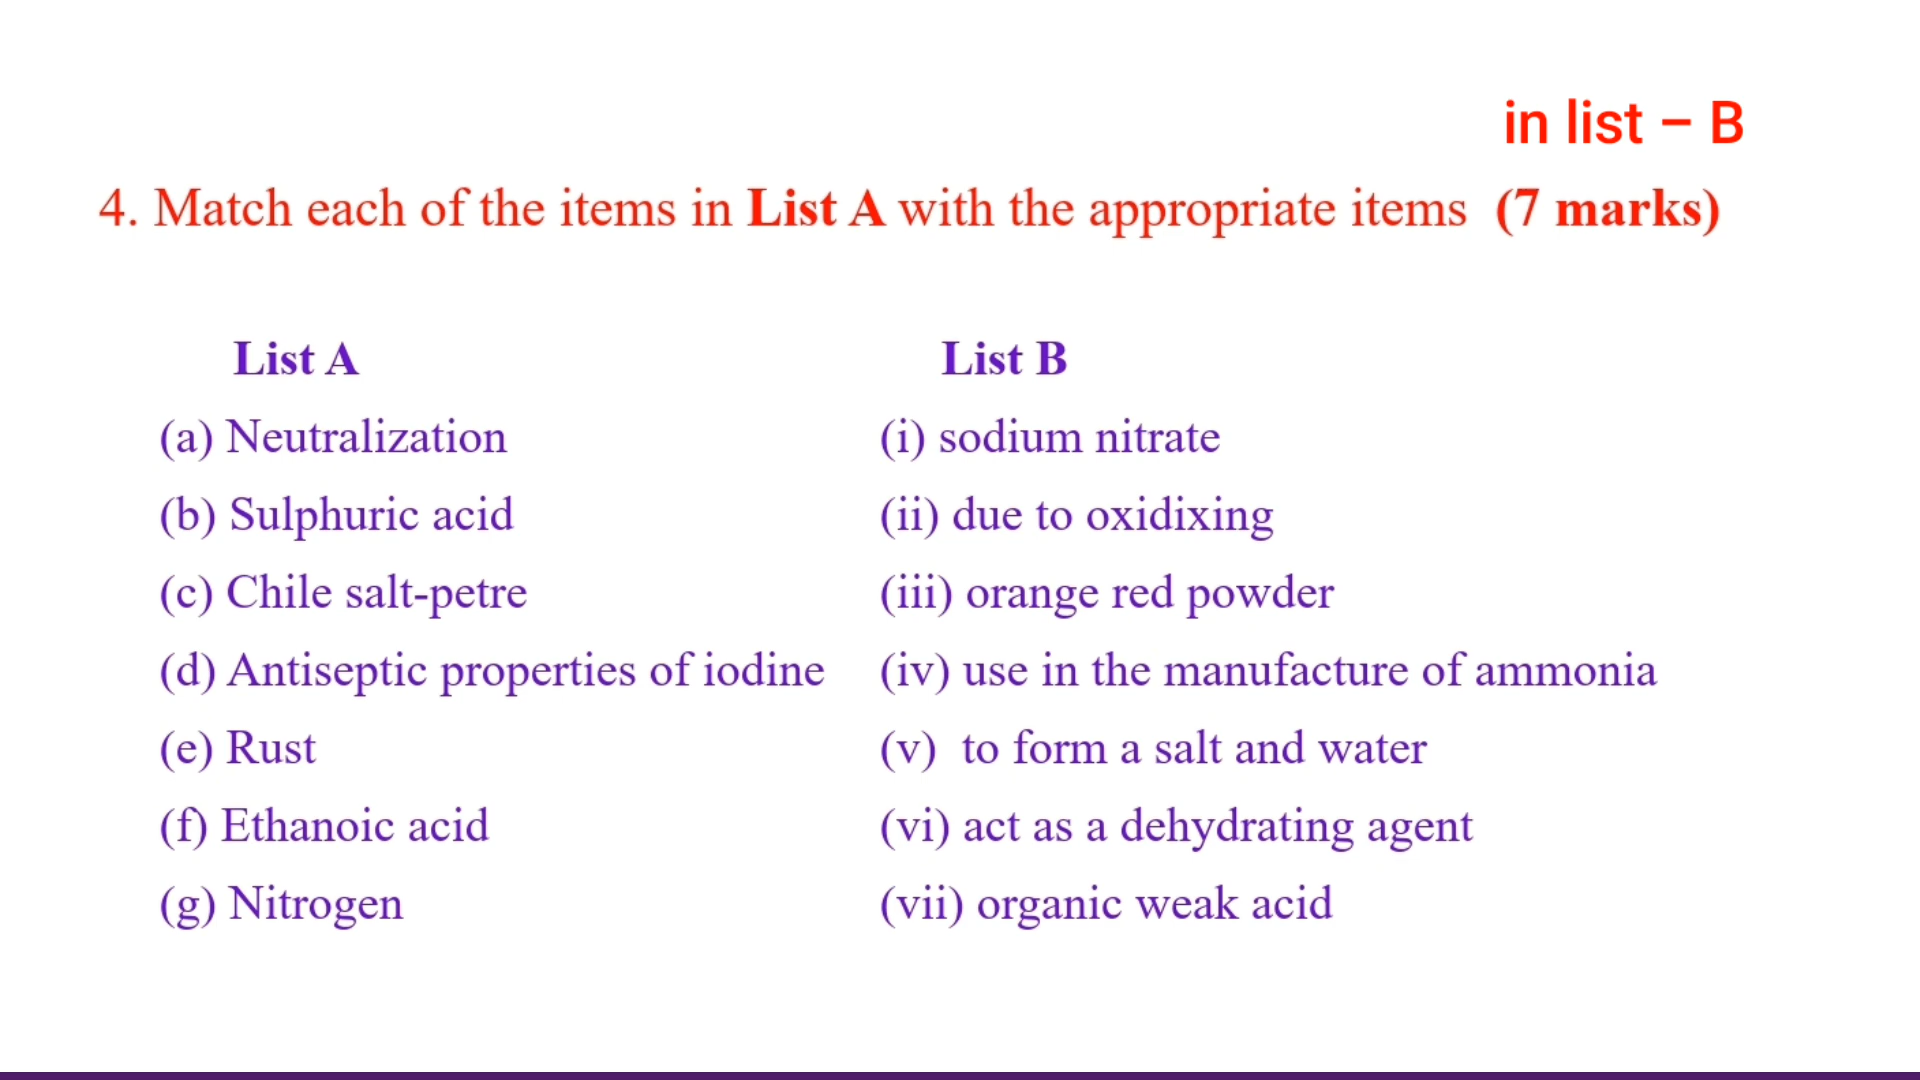 in list – B
4. Match each of the items in List A with the appropriate items (7 marks)
List A List B
(a) Neutralization (i) sodium nitrate
(b) Sulphuric acid (ii) due to oxidixing
(c) Chile salt-petre (iii) orange red powder
(d) Antiseptic properties of iodine (iv) use in the manufacture of ammonia
(e) Rust (v) to form a salt and water
(f) Ethanoic acid (vi) act as a dehydrating agent
(g) Nitrogen (vii) organic weak acid